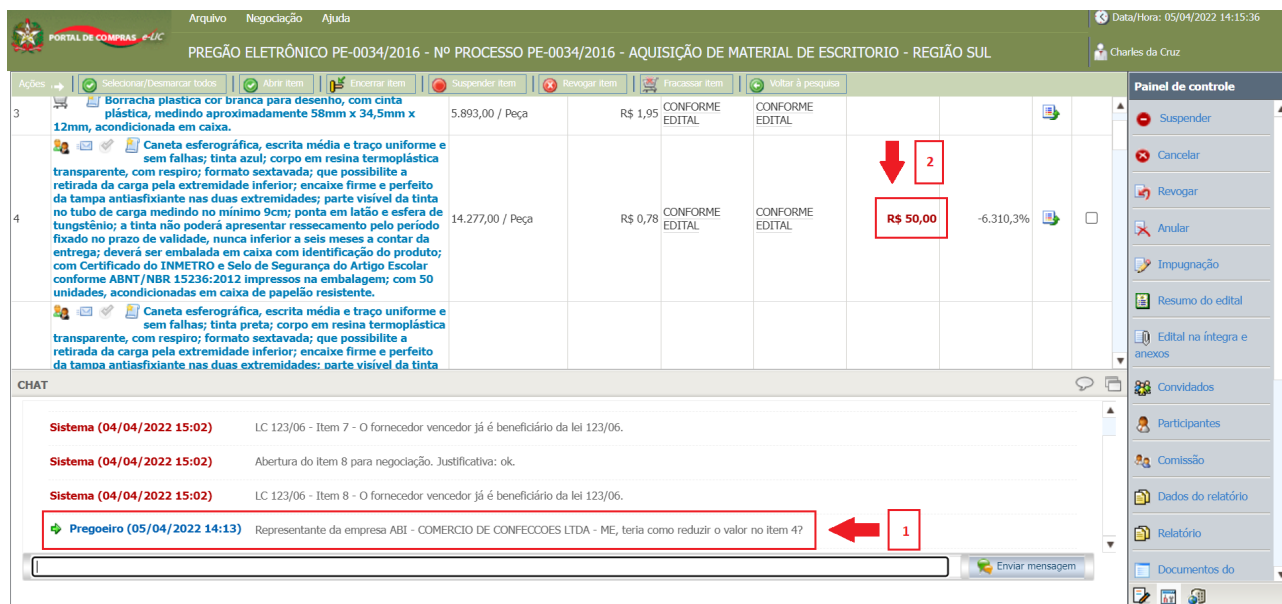 Arquivo Negociação Ajuda
Data/Hora: 05/04/2022 14:15:36
PORTAL DE COMPRAS e-LIC
PREGÃO ELETRÔNICO PE-0034/2016 - Nº PROCESSO PE-0034/2016 - AQUISIÇÃO DE MATERIAL DE ESCRITORIO - REGIÃO SUL
Charles da Cruz
Ações Selecionar/Desmarcar todos Abrir item Encerrar item Suspender item Revogar item Fracassar item Voltar à pesquisa
3
Borracha plastica cor branca para desenho, com cinta
plástica, medindo aproximadamente 58mm x 34,5mm x
12mm, acondicionada em caixa.
5.893,00 / Peça
R$ 1,95
CONFORME
EDITAL
CONFORME
EDITAL
4
Caneta esferográfica, escrita média e traço uniforme e
sem falhas; tinta azul; corpo em resina termoplástica
transparente, com respiro; formato sextavada; que possibilite a
retirada da carga pela extremidade inferior; encaixe firme e perfeito
da tampa antiasfixiante nas duas extremidades; parte visível da tinta
no tubo de carga medindo no mínimo 9cm; ponta em latão e esfera de
tungstênio; a tinta não poderá apresentar ressecamento pelo período
fixado no prazo de validade, nunca inferior a seis meses a contar da
entrega; deverá ser embalada em caixa com identificação do produto;
com Certificado do INMETRO e Selo de Segurança do Artigo Escolar
conforme ABNT/NBR 15236:2012 impressos na embalagem; com 50
unidades, acondicionadas em caixa de papelão resistente.
14.277,00 / Peça
R$ 0,78
CONFORME
EDITAL
CONFORME
EDITAL
2
R$ 50,00
-6.310,3%
Caneta esferográfica, escrita média e traço uniforme e
sem falhas; tinta preta; corpo em resina termoplástica
transparente, com respiro; formato sextavada; que possibilite a
retirada da carga pela extremidade inferior; encaixe firme e perfeito
da tampa antiasfixiante nas duas extremidades; parte visível da tinta
CHAT
Sistema (04/04/2022 15:02) LC 123/06 - Item 7 - O fornecedor vencedor já é beneficiário da lei 123/06.
Sistema (04/04/2022 15:02) Abertura do item 8 para negociação. Justificativa: ok.
Sistema (04/04/2022 15:02) LC 123/06 - Item 8 - O fornecedor vencedor já é beneficiário da lei 123/06.
Pregoeiro (05/04/2022 14:13) Representante da empresa ABI - COMERCIO DE CONFECCOES LTDA - ME, teria como reduzir o valor no item 4?
1
Enviar mensagem
Painel de controle
Suspender
Cancelar
Revogar
Anular
Impugnação
Resumo do edital
Edital na íntegra e
anexos
Convidados
Participantes
Comissão
Dados do relatório
Relatório
Documentos do